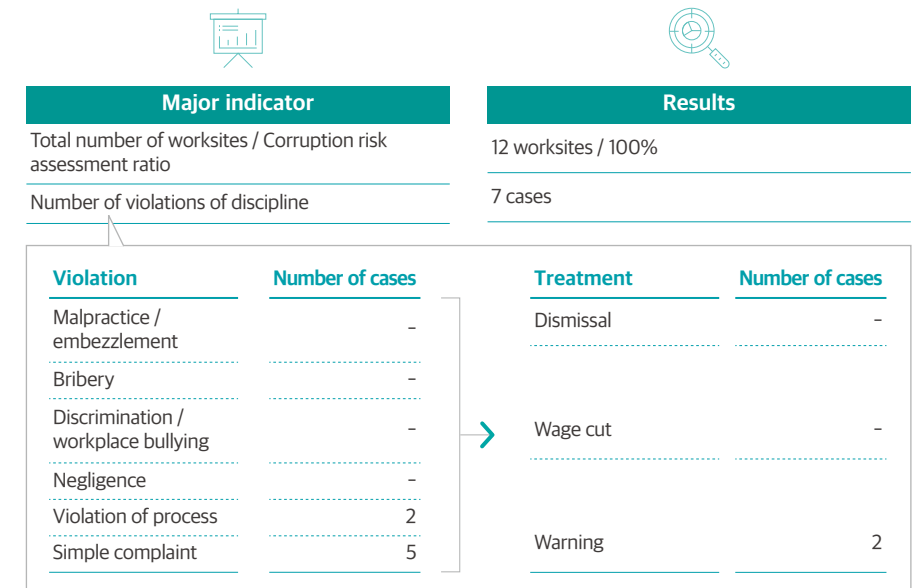 Major indicator
Results
Total number of worksites / Corruption risk
assessment ratio
12 worksites / 100%
Number of violations of discipline
7 cases
Violation
Number of cases
Malpractice /
embezzlement
-
Bribery
-
Discrimination /
workplace bullying
-
Negligence
-
Violation of process
2
Simple complaint
5
Treatment
Number of cases
Dismissal
-
Wage cut
-
Warning
2